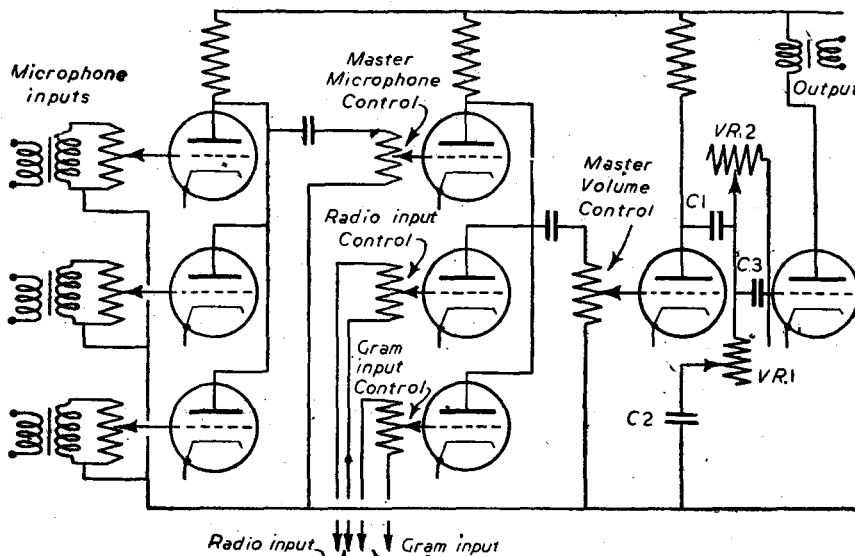 Microphone
inputs
Master
Microphone
Control
Radio input
Control
Gram
input
Control
Master
Volume
Control
Output
VR.2
C1
C3
VR.1
C2
Radio input
Gram input